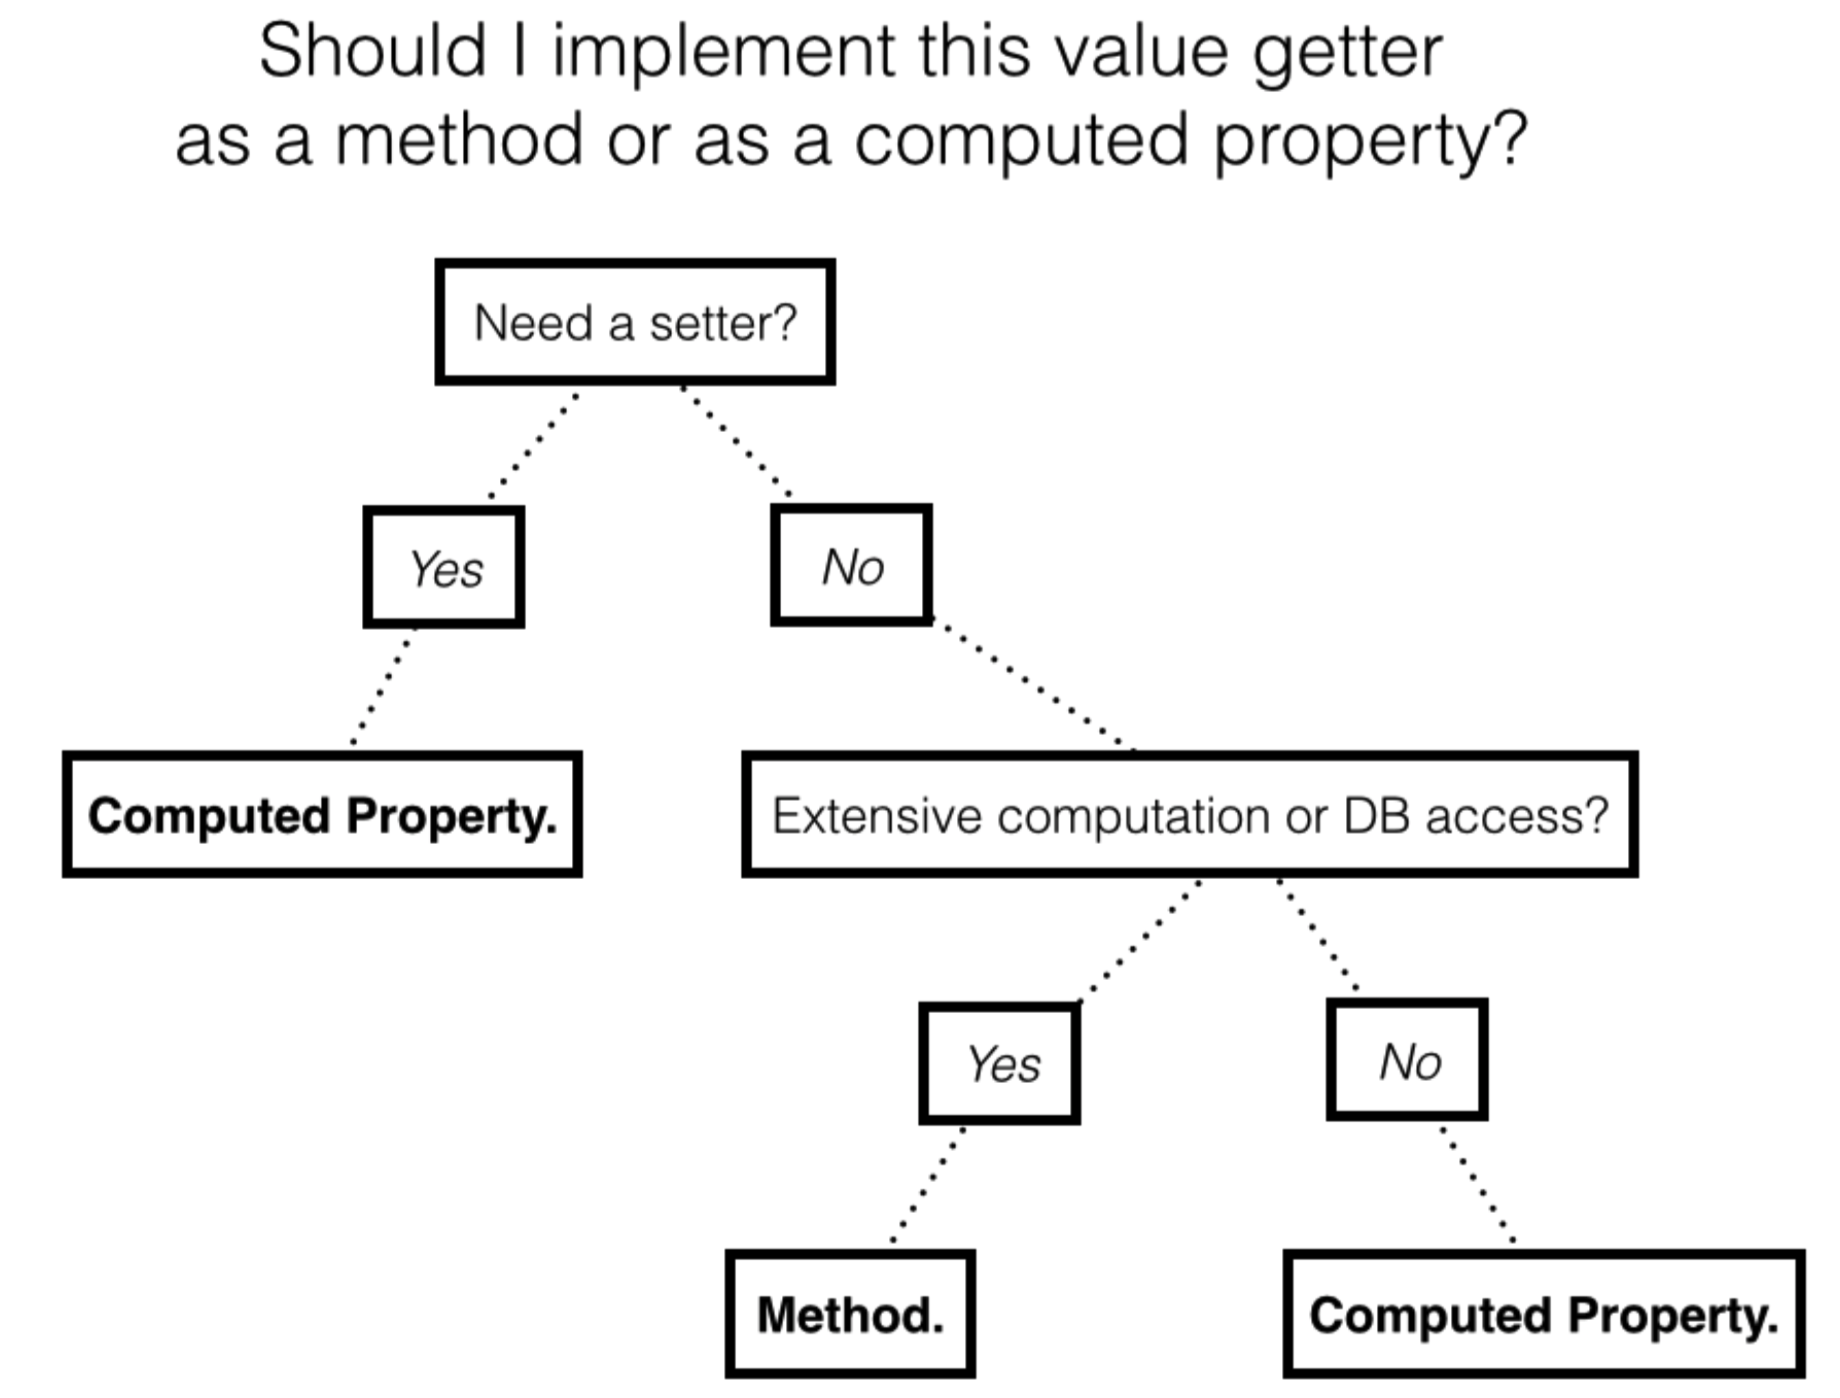 Should I implement this value getter
as a method or as a computed property?
Need a setter?
Yes
No
Computed Property.
Extensive computation or DB access?
Yes
No
Method.
Computed Property.